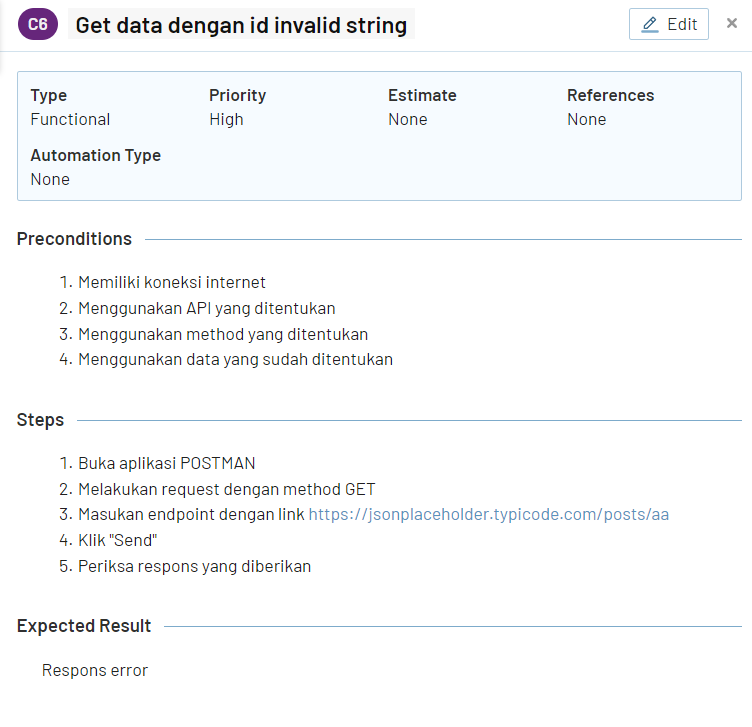 C6 Get data dengan id invalid string Edit ×
Type Priority Estimate References
Functional High None None
Automation Type
None
Preconditions
1. Memiliki koneksi internet
2. Menggunakan API yang ditentukan
3. Menggunakan method yang ditentukan
4. Menggunakan data yang sudah ditentukan
Steps
1. Buka aplikasi POSTMAN
2. Melakukan request dengan method GET
3. Masukan endpoint dengan link https://jsonplaceholder.typicode.com/posts/aa
4. Klik "Send"
5. Periksa respons yang diberikan
Expected Result
Respons error